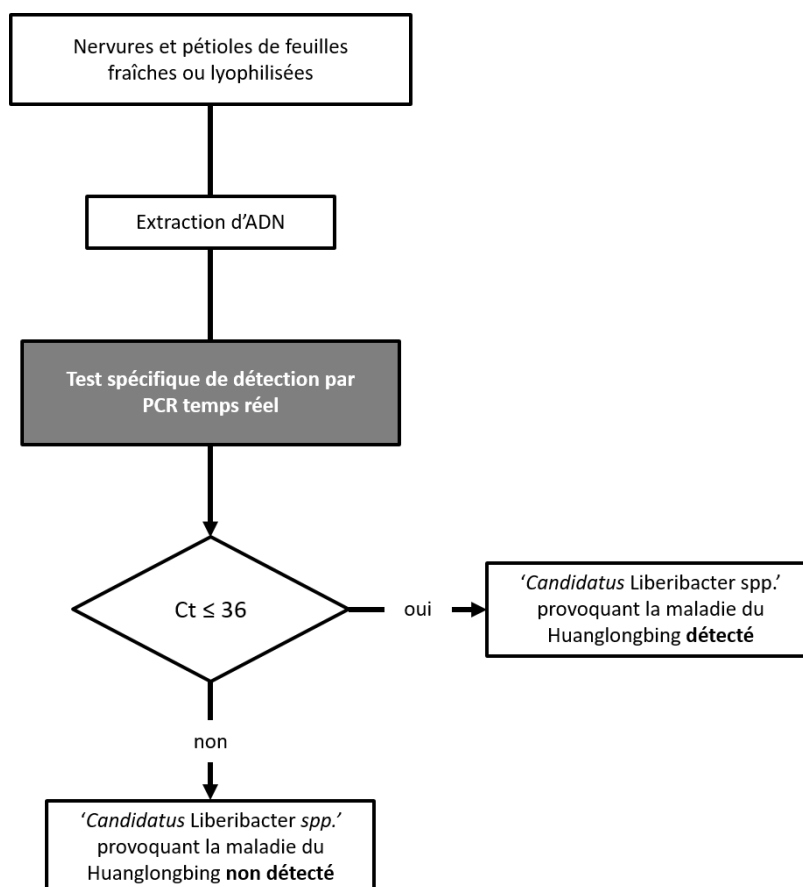 Nervures et pétioles de feuilles
fraîches ou lyophilisées
Extraction d'ADN
Test spécifique de détection par
PCR temps réel
Ct ≤ 36
oui
'Candidatus Liberibacter spp.'
provoquant la maladie du
Huanglongbing détecté
non
'Candidatus Liberibacter spp.'
provoquant la maladie du
Huanglongbing non détecté